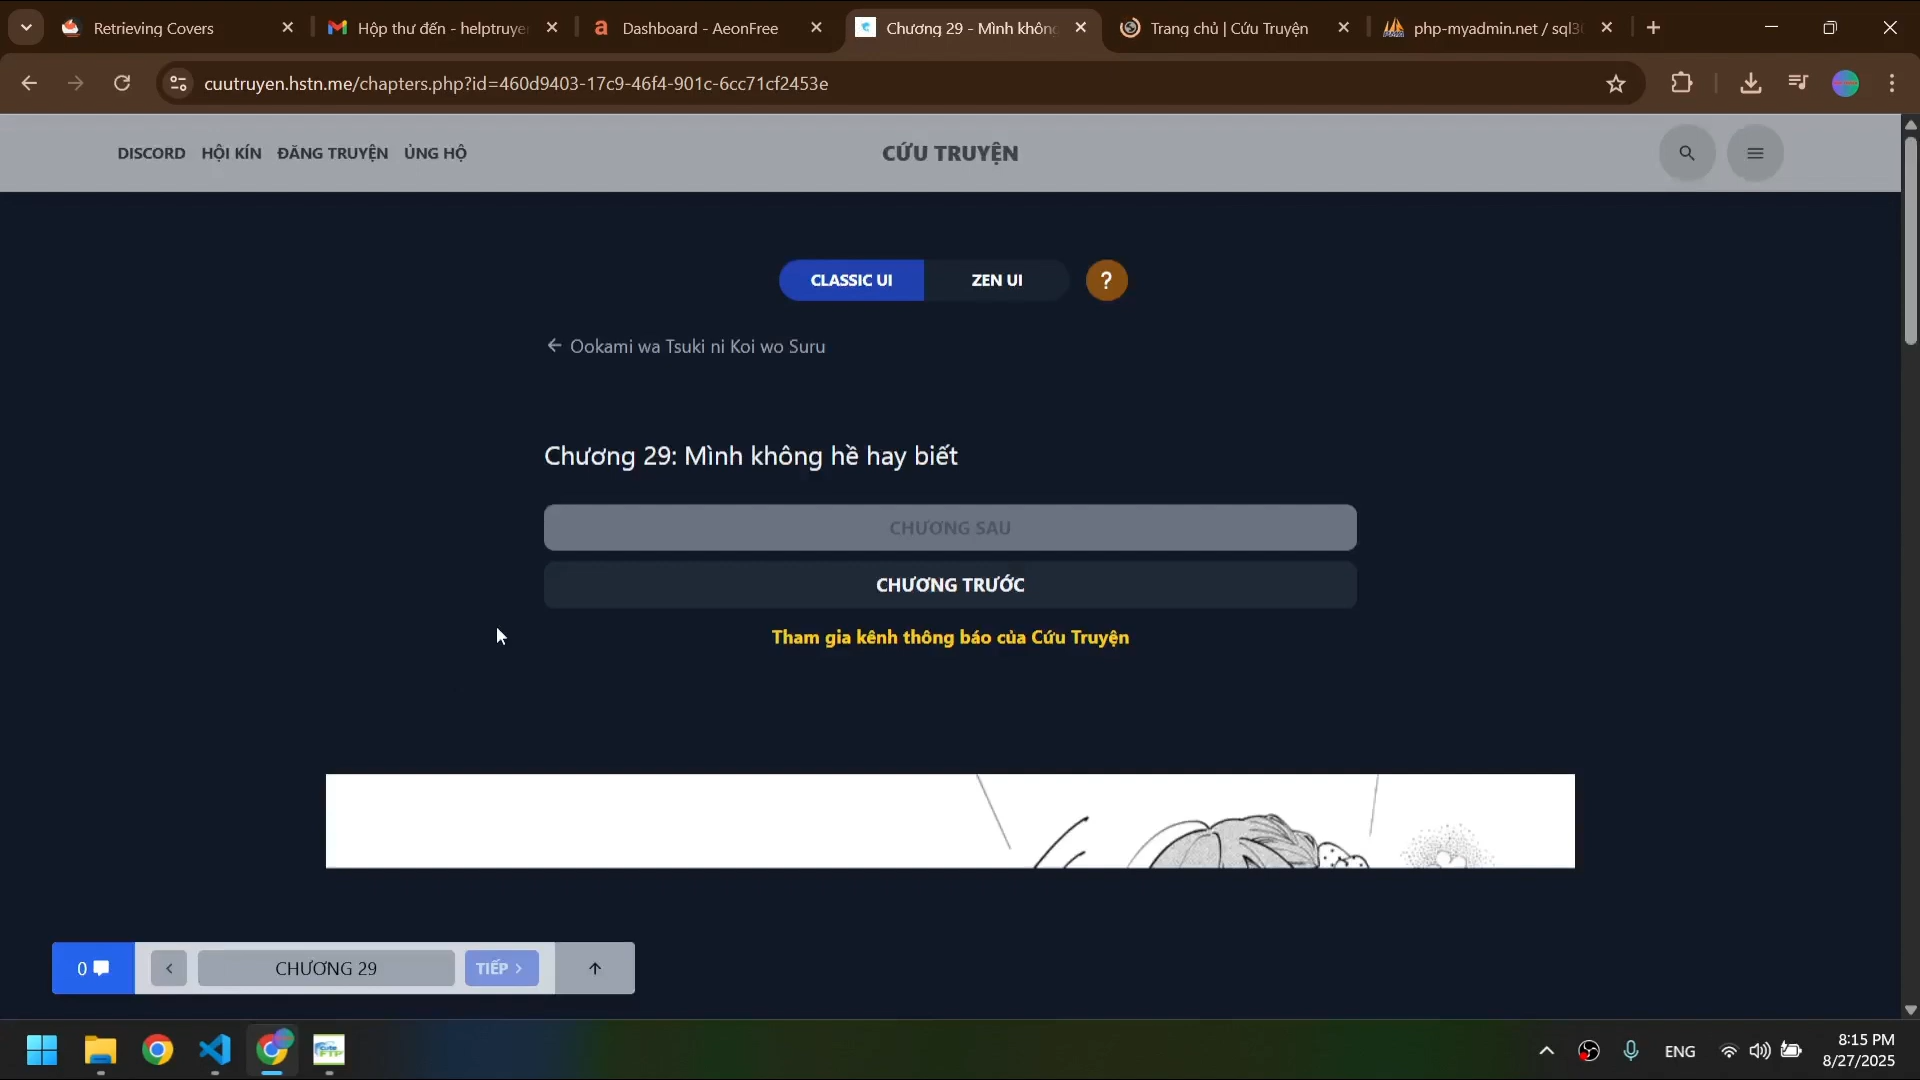 Retrieving Covers
Hộp thư đến - helptruye
Dashboard - AeonFree
Chương 29 - Mình không
Trang chủ | Cứu Truyện
php-myadmin.net / sql3
cuutruyen.hstn.me/chapters.php?id=460d9403-17c9-46f4-901c-6cc71cf2453e
DISCORD HỘI KÍN ĐĂNG TRUYỆN ỦNG HỘ
CỨU TRUYỆN
CLASSIC UI
ZEN UI
?
Ookami wa Tsuki ni Koi wo Suru
Chương 29: Mình không hề hay biết
CHƯƠNG SAU
CHƯƠNG TRƯỚC
Tham gia kênh thông báo của Cứu Truyện
0
CHƯƠNG 29
TIẾP
ENG
8:15 PM
8/27/2025